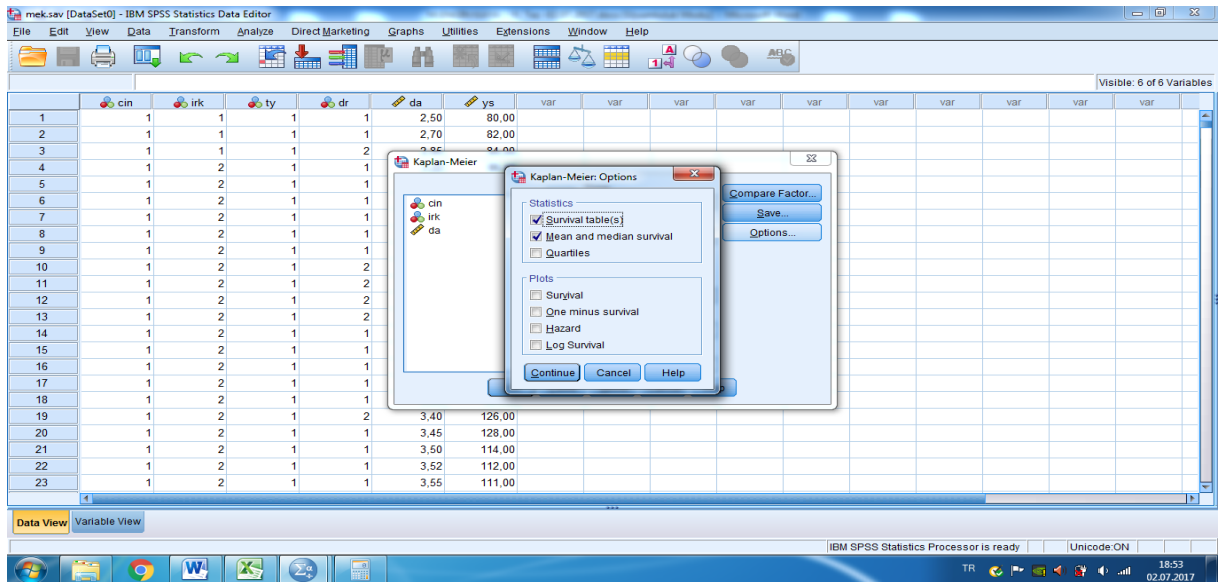 mek.sav [DataSet0] - IBM SPSS Statistics Data Editor
File Edit View Data Transform Analyze Direct Marketing Graphs Utilities Extensions Window Help
Visible: 6 of 6 Variables
cin irk ty dr da ys var var var var var var var var var var
1 1 1 1 1 2,50 80,00
2 1 1 1 1 2,70 82,00
3 1 1 1 2
4 1 2 1 1
5 1 2 1 1
6 1 2 1 1
7 1 2 1 1
8 1 2 1 1
9 1 2 1 1
10 1 2 1 2
11 1 2 1 2
12 1 2 1 2
13 1 2 1 2
14 1 2 1 1
15 1 2 1 1
16 1 2 1 1
17 1 2 1 1
18 1 2 1 1
19 1 2 1 2 3,40 126,00
20 1 2 1 1 3,45 128,00
21 1 2 1 1 3,50 114,00
22 1 2 1 1 3,52 112,00
23 1 2 1 1 3,55 111,00
Kaplan-Meier
cin
irk
da
Compare Factor...
Save...
Options...
Kaplan-Meier: Options
Statistics
Survival table(s)
Mean and median survival
Quartiles
Plots
Survival
One minus survival
Hazard
Log Survival
Continue Cancel Help
Data View Variable View
IBM SPSS Statistics Processor is ready Unicode:ON
TR 18:53
02.07.2017